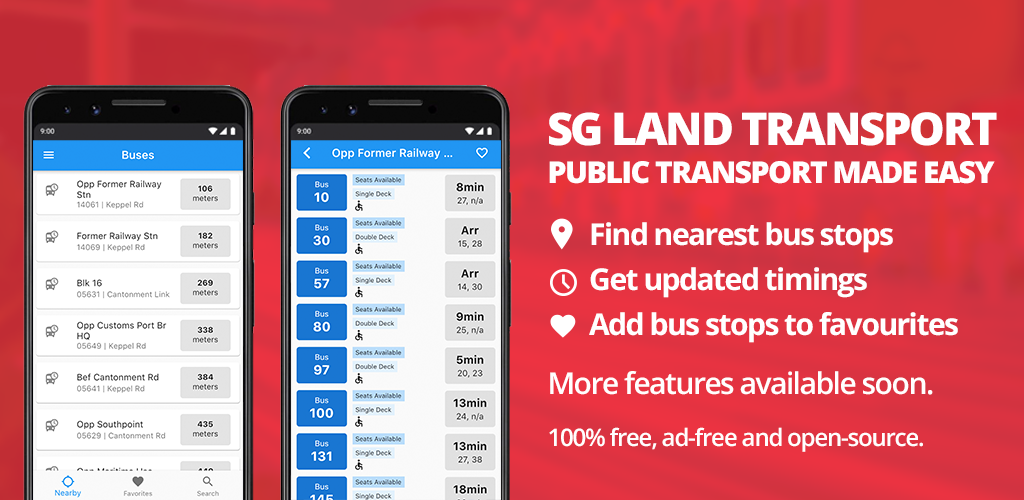 9:00
Buses
Opp Former Railway
Stn
14061 | Keppel Rd
106
meters
Former Railway Stn
14069 | Keppel Rd
182
meters
Blk 16
05631 | Cantonment Link
269
meters
Opp Customs Port Br
HQ
05649 | Keppel Rd
338
meters
Bef Cantonment Rd
05641 | Keppel Rd
384
meters
Opp Southpoint
05629 | Cantonment Rd
435
meters
Nearby
Favorites
Search
9:00
Opp Former Railway ...
Bus
10
Seats Available
Single Deck
8min
27, n/a
Bus
30
Seats Available
Double Deck
Arr
15, 28
Bus
57
Seats Available
Single Deck
Arr
14, 30
Bus
80
Seats Available
Double Deck
9min
25, n/a
Bus
97
Seats Available
Double Deck
5min
20, 23
Bus
100
Seats Available
Single Deck
13min
24, n/a
Bus
131
Seats Available
Single Deck
13min
27, 38
Bus
145
Seats Available
Single Deck
18min
SG LAND TRANSPORT
PUBLIC TRANSPORT MADE EASY
Find nearest bus stops
Get updated timings
Add bus stops to favourites
More features available soon.
100% free, ad-free and open-source.